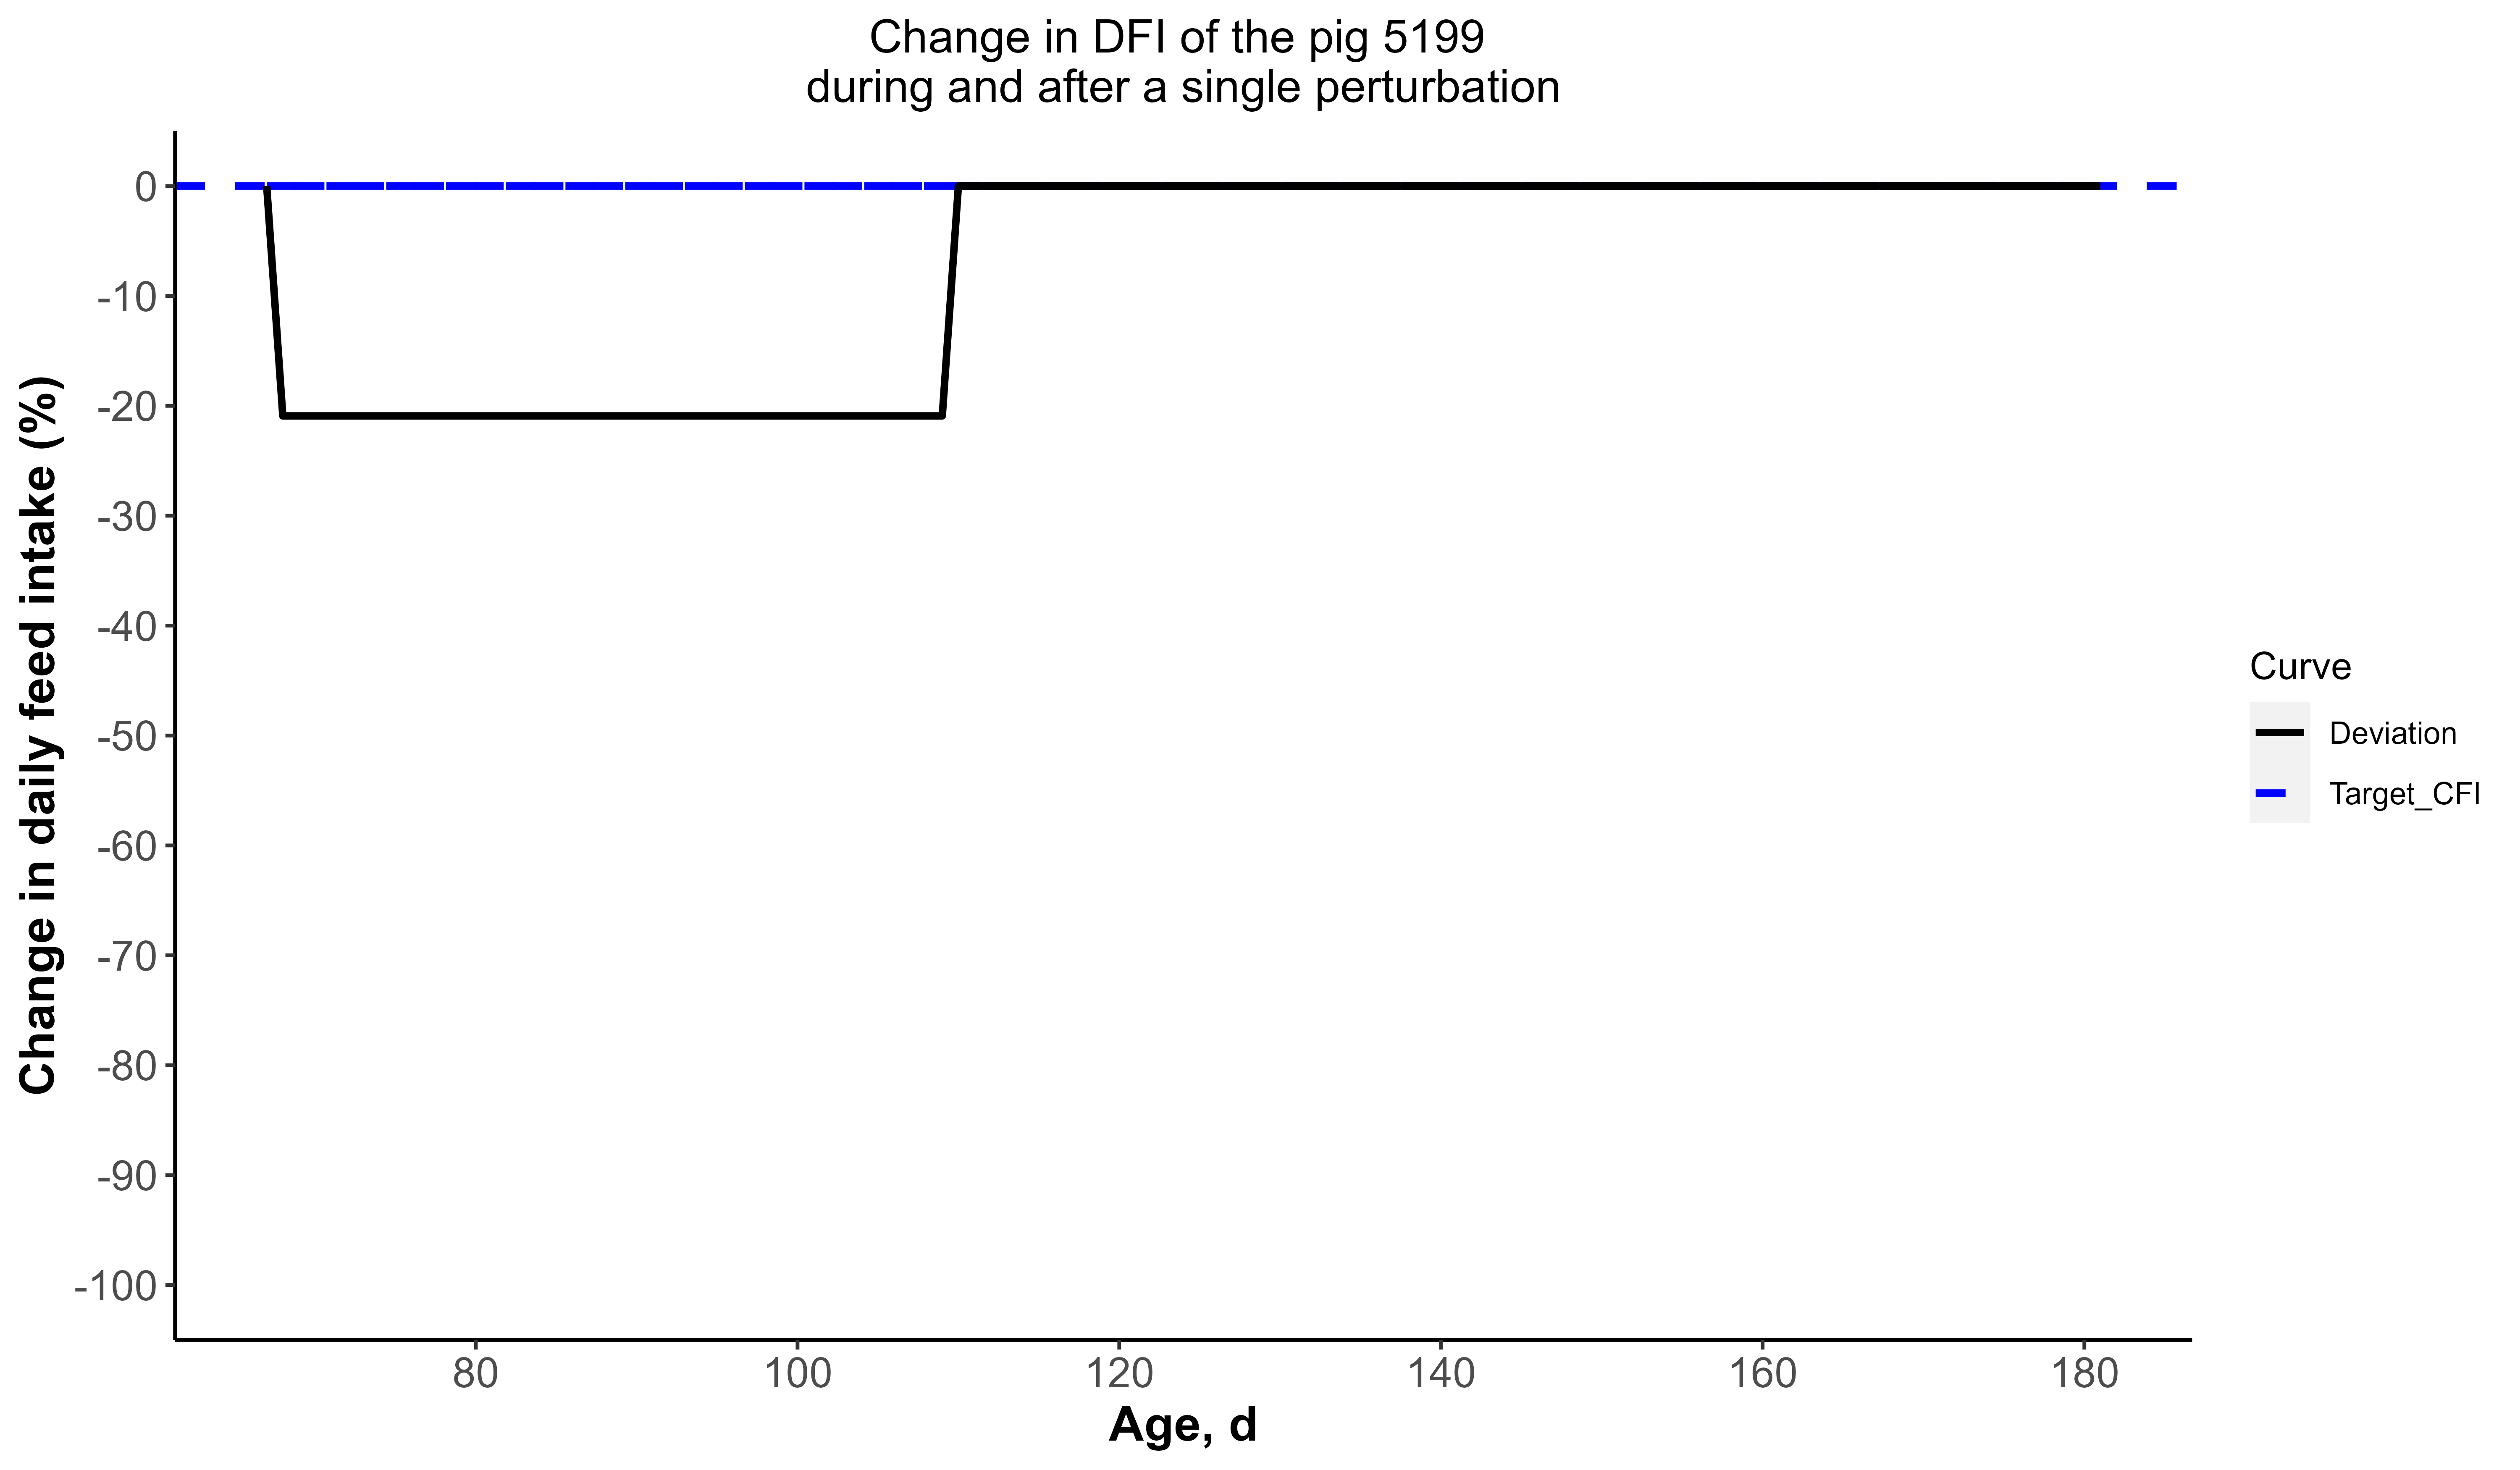 Change in DFI of the pig 5199
during and after a single perturbation
Change in daily feed intake (%)
0
-10
-20
-30
-40
-50
-60
-70
-80
-90
-100
80
100
120
140
160
180
Age, d
Curve
Deviation
Target_CFI